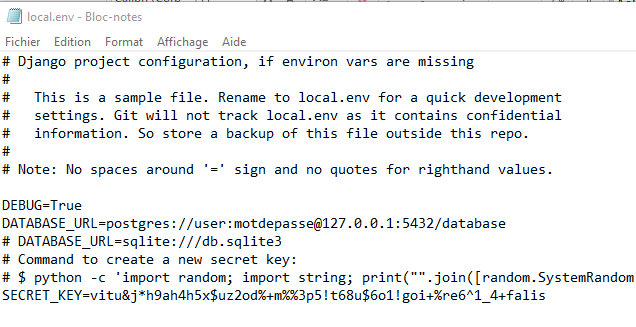 local.env - Bloc-notes
Fichier Edition Format Affichage Aide
# Django project configuration, if environ vars are missing
#
#   This is a sample file. Rename to local.env for a quick development
#   settings. Git will not track local.env as it contains confidential
#   information. So store a backup of this file outside this repo.
#
# Note: No spaces around '=' sign and no quotes for righthand values.

DEBUG=True
DATABASE_URL=postgres://user:motdepasse@127.0.0.1:5432/database
# DATABASE_URL=sqlite:///db.sqlite3
# Command to create a new secret key:
# $ python -c 'import random; import string; print("".join([random.SystemRandom
SECRET_KEY=vitu&j*h9ah4h5x$uz2od%+m%%3p5!t68u$6o1!goi+%re6^1_4+falis